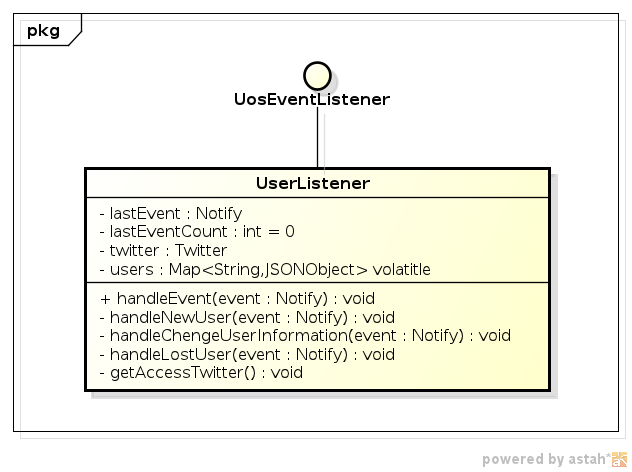 pkg
UosEventListener
UserListener
- lastEvent : Notify
- lastEventCount : int = 0
- twitter : Twitter
- users : Map<String,JSONObject> volatitle
+ handleEvent(event : Notify) : void
- handleNewUser(event : Notify) : void
- handleChengeUserInformation(event : Notify) : void
- handleLostUser(event : Notify) : void
- getAccessTwitter() : void
powered by astah*